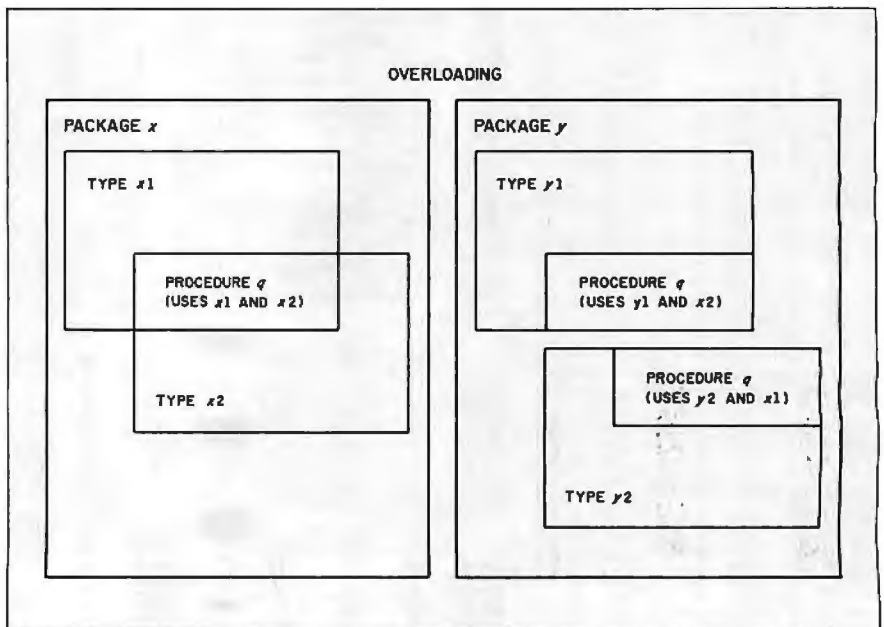 OVERLOADING
PACKAGE x
TYPE x1
PROCEDURE q
(USES x1 AND x2)
TYPE x2
PACKAGE y
TYPE y1
PROCEDURE q
(USES y1 AND x2)
PROCEDURE q
(USES y2 AND x1)
TYPE y2